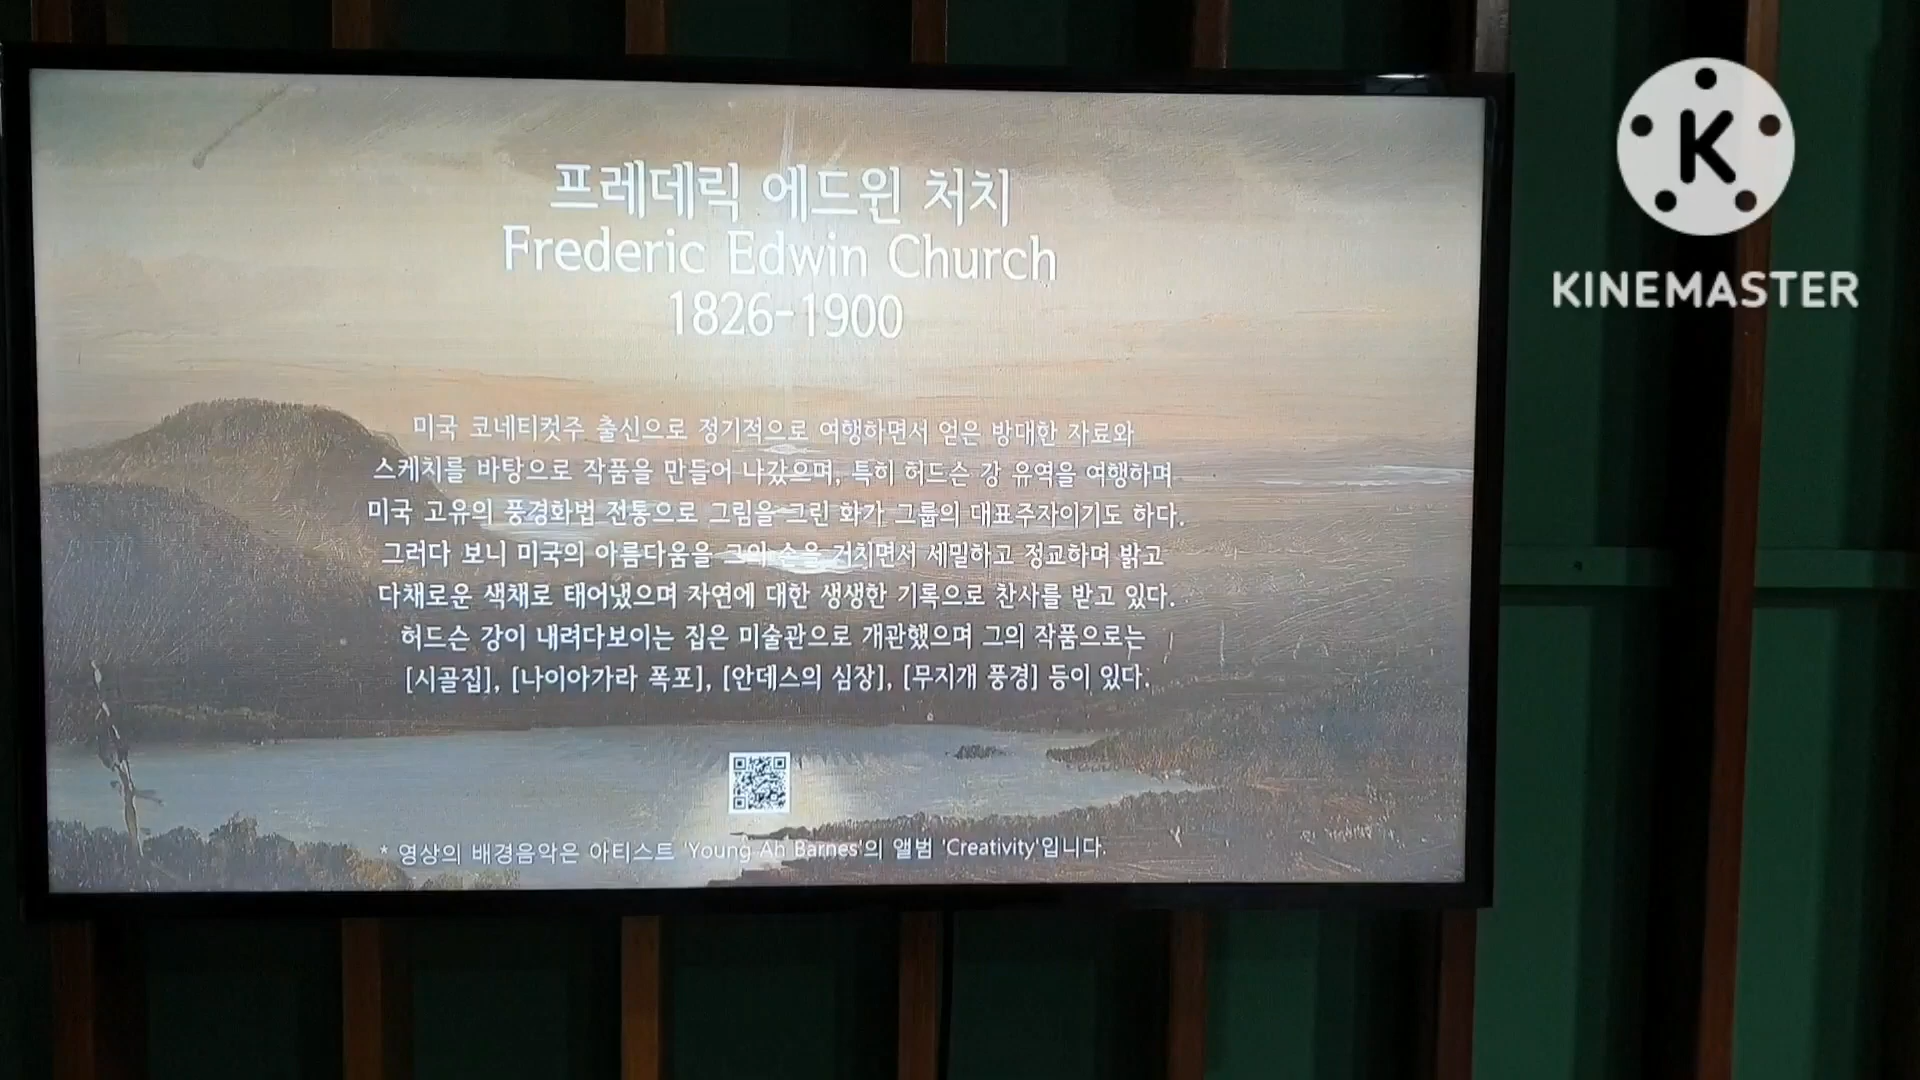 프레데릭 에드윈 처치
Frederic Edwin Church
1826-1900
미국 코네티컷주 출신으로 정기적으로 여행하면서 얻은 방대한 자료와
스케치를 바탕으로 작품을 만들어 나갔으며, 특히 허드슨 강 유역을 여행하며
미국 고유의 풍경화법 전통으로 그림을 그린 화가 그룹의 대표주자이기도 하다.
그러다 보니 미국의 아름다움을 그의 손을 거치면서 세밀하고 정교하며 밝고
다채로운 색채로 태어냈으며 자연에 대한 생생한 기록으로 찬사를 받고 있다.
허드슨 강이 내려다보이는 집은 미술관으로 개관했으며 그의 작품으로는
[시골집], [나이아가라 폭포], [안데스의 심장], [무지개 풍경] 등이 있다.
* 영상의 배경음악은 아티스트 'Young Ah Barnes'의 앨범 'Creativity'입니다.
K
KINEMASTER